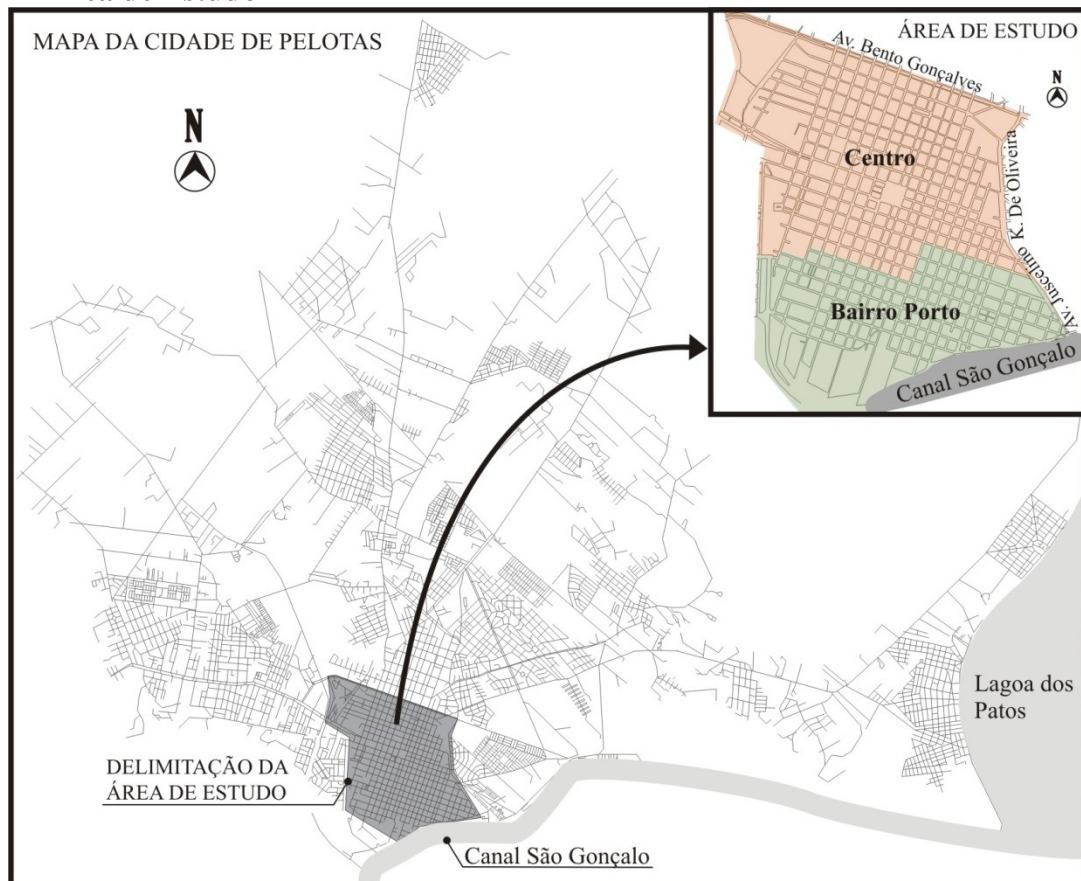 MAPA DA CIDADE DE PELOTAS
N
ÁREA DE ESTUDO
Av. Bento Gonçalves
N
Centro
Av. Juscelino K. De Oliveira
Bairro Porto
Canal São Gonçalo
Lagoa dos
Patos
DELIMITAÇÃO DA
ÁREA DE ESTUDO
Canal São Gonçalo